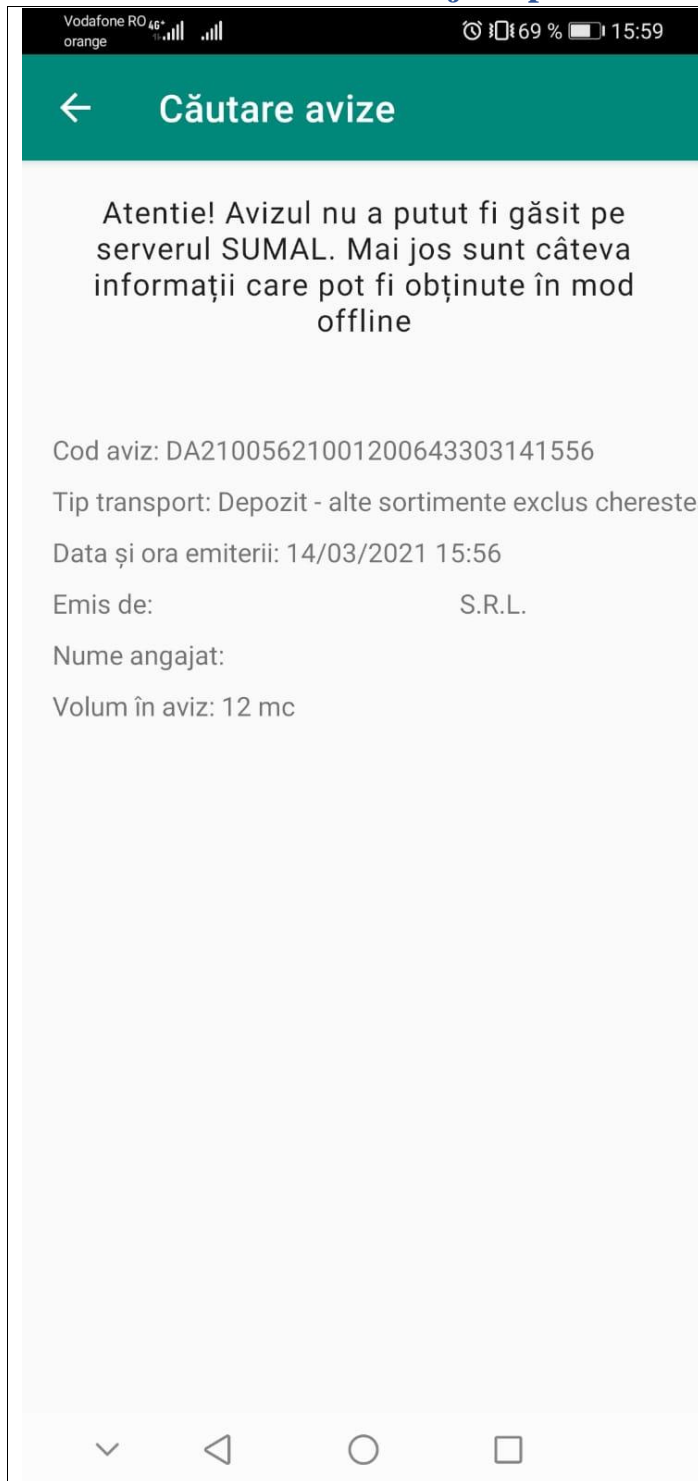 Vodafone RO 4G+
orange
69 % 15:59
Căutare avize
Atentie! Avizul nu a putut fi găsit pe
serverul SUMAL. Mai jos sunt câteva
informații care pot fi obținute în mod
offline
Cod aviz: DA21005621001200643303141556
Tip transport: Depozit - alte sortimente exclus chereste
Data și ora emiterii: 14/03/2021 15:56
Emis de: S.R.L.
Nume angajat:
Volum în aviz: 12 mc